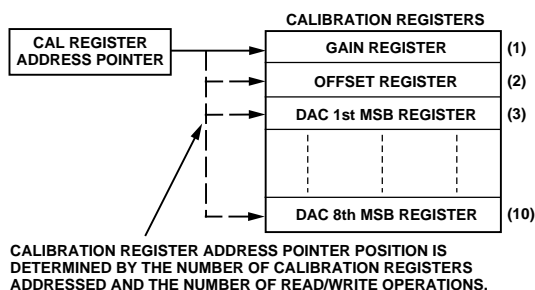 CALIBRATION REGISTERS
CAL REGISTER
ADDRESS POINTER
GAIN REGISTER
(1)
OFFSET REGISTER
(2)
DAC 1st MSB REGISTER
(3)
DAC 8th MSB REGISTER
(10)
CALIBRATION REGISTER ADDRESS POINTER POSITION IS
DETERMINED BY THE NUMBER OF CALIBRATION REGISTERS
ADDRESSED AND THE NUMBER OF READ/WRITE OPERATIONS.